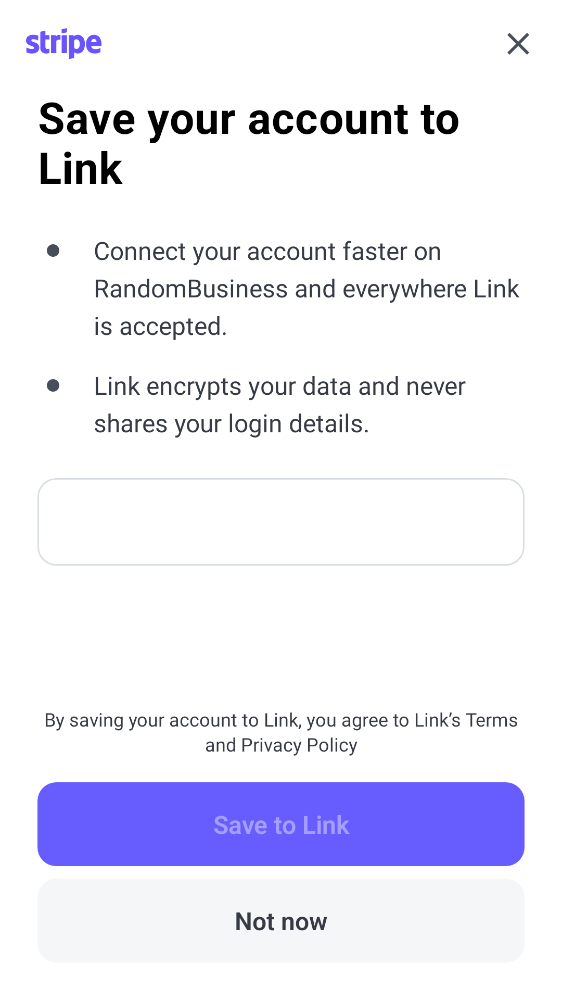 stripe
Save your account to
Link
Connect your account faster on
RandomBusiness and everywhere Link
is accepted.
Link encrypts your data and never
shares your login details.
By saving your account to Link, you agree to Link’s Terms
and Privacy Policy
Save to Link
Not now